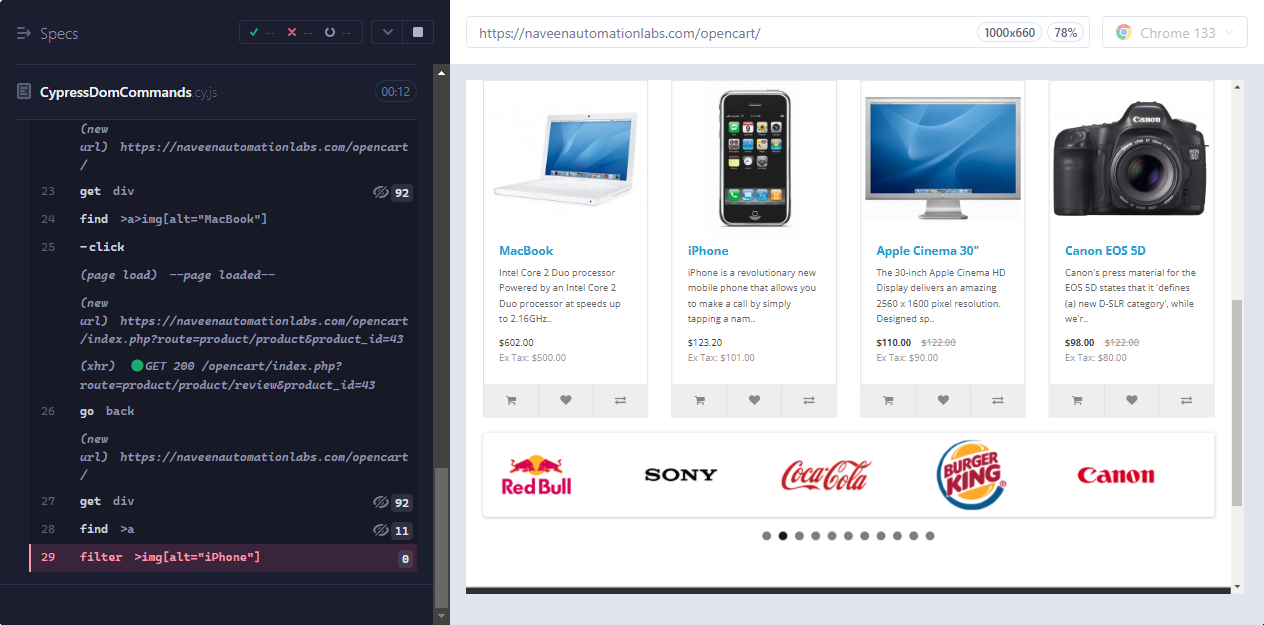 Specs
-- -- --
CypressDomCommands.cy.js 00:12
(new
url) https://naveenautomationlabs.com/opencart
/
23 get div 92
24 find >a>img[alt="MacBook"]
25 -click
(page load) --page loaded--
(new
url) https://naveenautomationlabs.com/opencart
/index.php?route=product/product&product_id=43
(xhr) GET 200 /opencart/index.php?
route=product/product/review&product_id=43
26 go back
(new
url) https://naveenautomationlabs.com/opencart
/
27 get div 92
28 find >a 11
29 filter >img[alt="iPhone"] 0
https://naveenautomationlabs.com/opencart/ 1000x660 78% Chrome 133
MacBook
Intel Core 2 Duo processor
Powered by an Intel Core 2
Duo processor at speeds up
to 2.16GHz..
$602.00
Ex Tax: $500.00
iPhone
iPhone is a revolutionary new
mobile phone that allows you
to make a call by simply
tapping a nam..
$123.20
Ex Tax: $101.00
Apple Cinema 30"
The 30-inch Apple Cinema HD
Display delivers an amazing
2560 x 1600 pixel resolution.
Designed sp..
$110.00 $122.00
Ex Tax: $90.00
Canon
Canon EOS 5D
Canon's press material for the
EOS 5D states that it 'defines
(a) new D-SLR category', while
we'r..
$98.00 $122.00
Ex Tax: $80.00
Red Bull
SONY
Coca-Cola
BURGER
KING
Canon